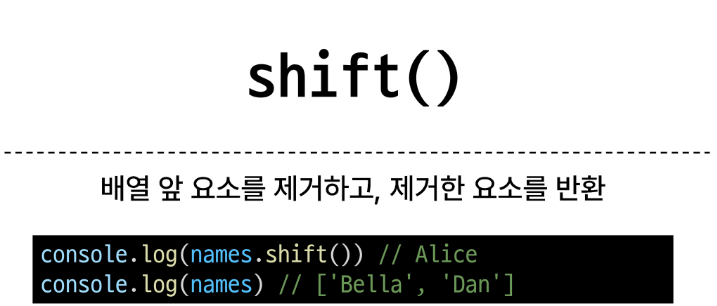 shift()
배열 앞 요소를 제거하고, 제거한 요소를 반환
console.log(names.shift()) // Alice
console.log(names) // ['Bella', 'Dan']